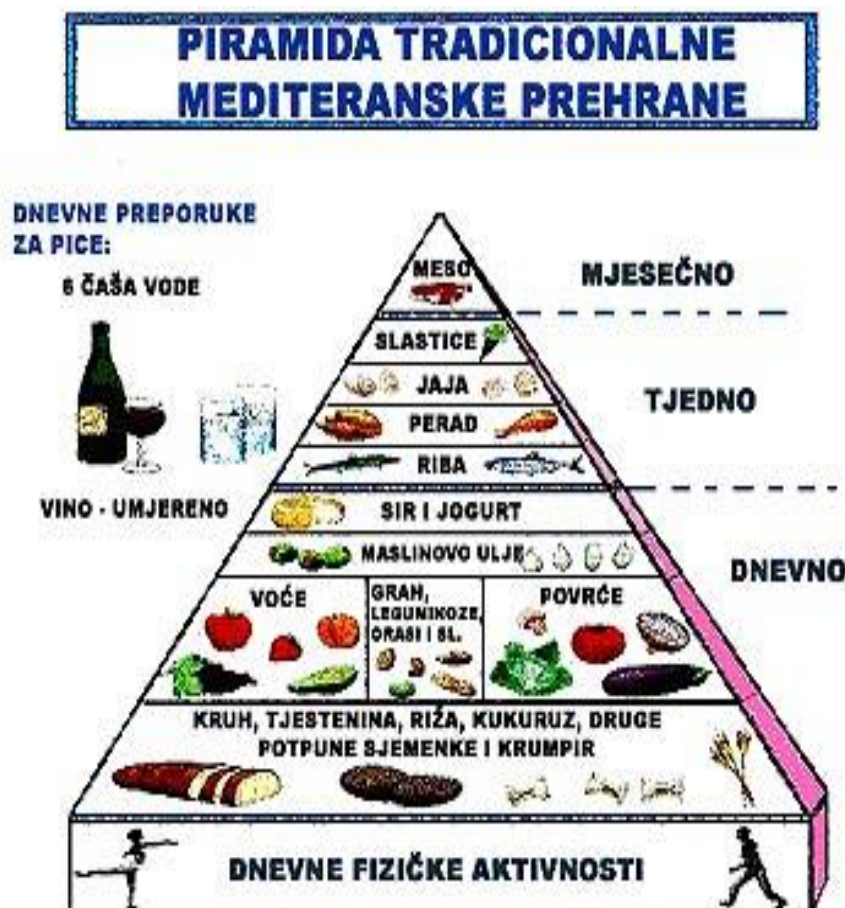 PIRAMIDA TRADICIONALNE
MEDITERANSKE PREHRANE
DNEVNE PREPORUKE
ZA PICE:
6 ČAŠA VODE
VINO - UMJERENO
MESO
MJESEČNO
SLASTICE
JAJA
PERAD
RIBA
TJEDNO
SIR I JOGURT
MASLINOVO ULJE
VOĆE
GRAH,
LEGUMIKOZE,
ORASI I SL.
POVRĆE
DNEVNO
KRUH, TJESTENINA, RIŽA, KUKURUZ, DRUGE
POTPUNE SJEMENKE I KRUMPIR
DNEVNE FIZIČKE AKTIVNOSTI